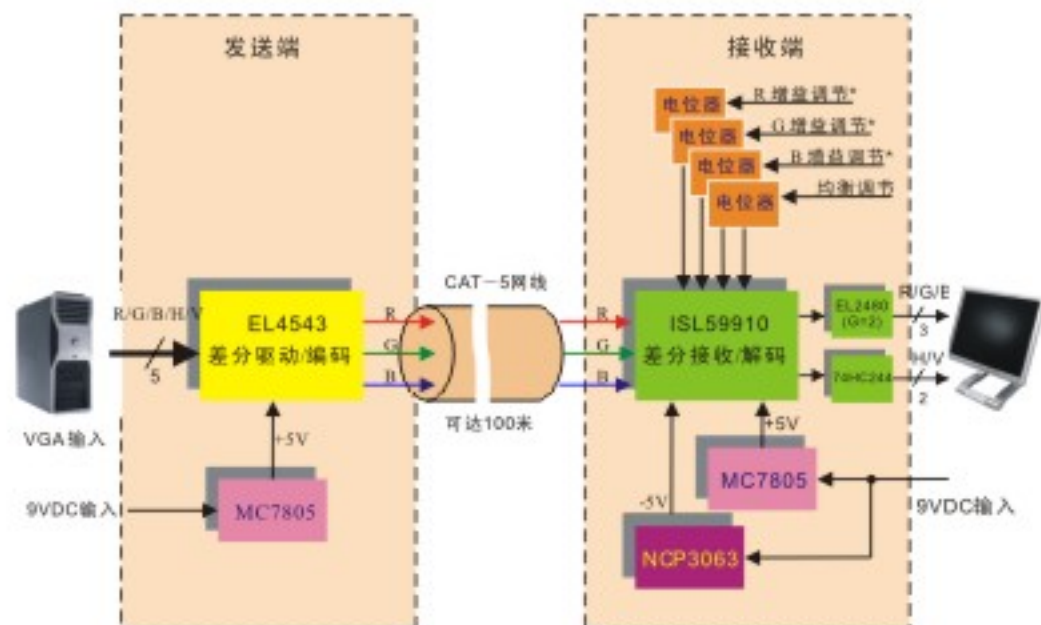 发送端
接收端
电位器
R 增益调节*
电位器
G 增益调节*
电位器
B 增益调节*
电位器
均衡调节
CAT-5网线
R/G/B/H/V
5
EL4543
差分驱动/编码
R
G
B
R
G
B
ISL59910
差分接收/解码
EL2480
(G=2)
R/G/B
3
74HC244
H/V
2
可达100米
VGA输入
+5V
+5V
MC7805
MC7805
9VDC输入
9VDC输入
-5V
NCP3063